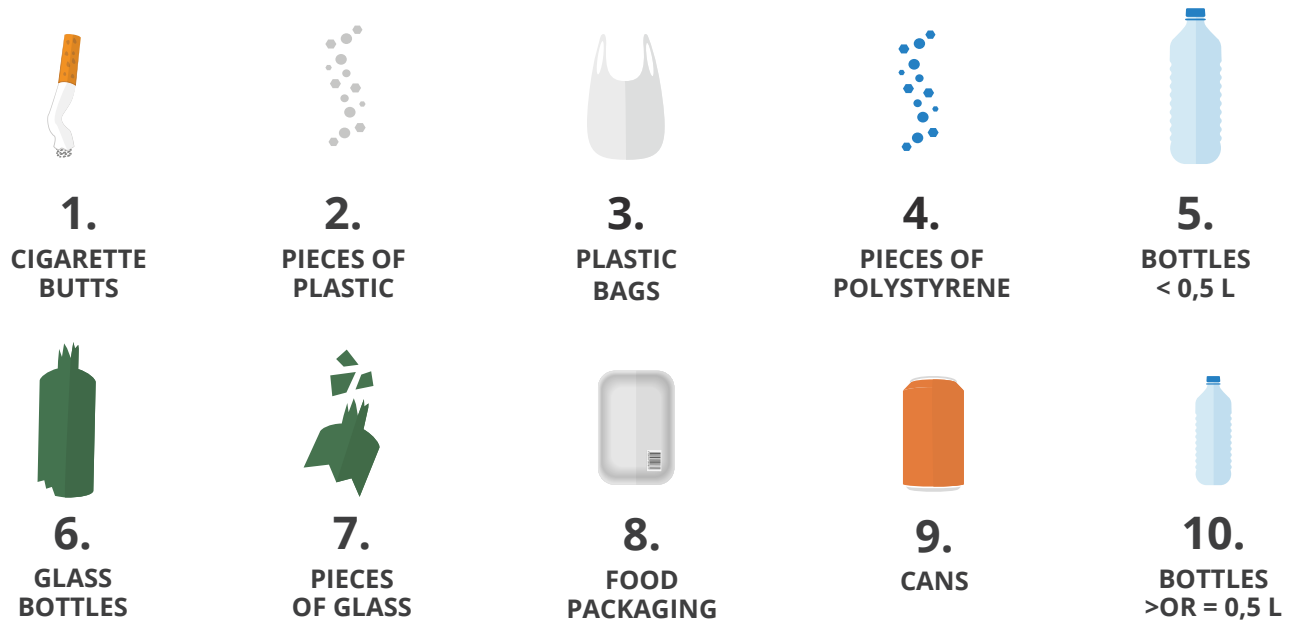 1.
CIGARETTE
BUTTS
2.
PIECES OF
PLASTIC
3.
PLASTIC
BAGS
4.
PIECES OF
POLYSTYRENE
5.
BOTTLES
< 0,5 L
6.
GLASS
BOTTLES
7.
PIECES
OF GLASS
8.
FOOD
PACKAGING
9.
CANS
10.
BOTTLES
>OR = 0,5 L